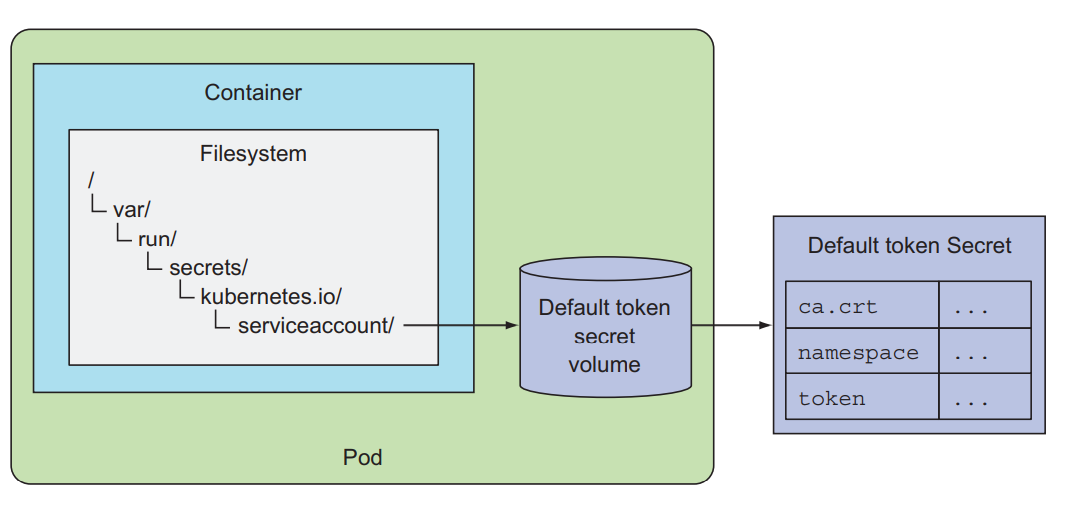 Container
Filesystem
/
var/
run/
secrets/
kubernetes.io/
serviceaccount/
Default token
secret
volume
Pod
Default token Secret
ca.crt ...
namespace ...
token ...